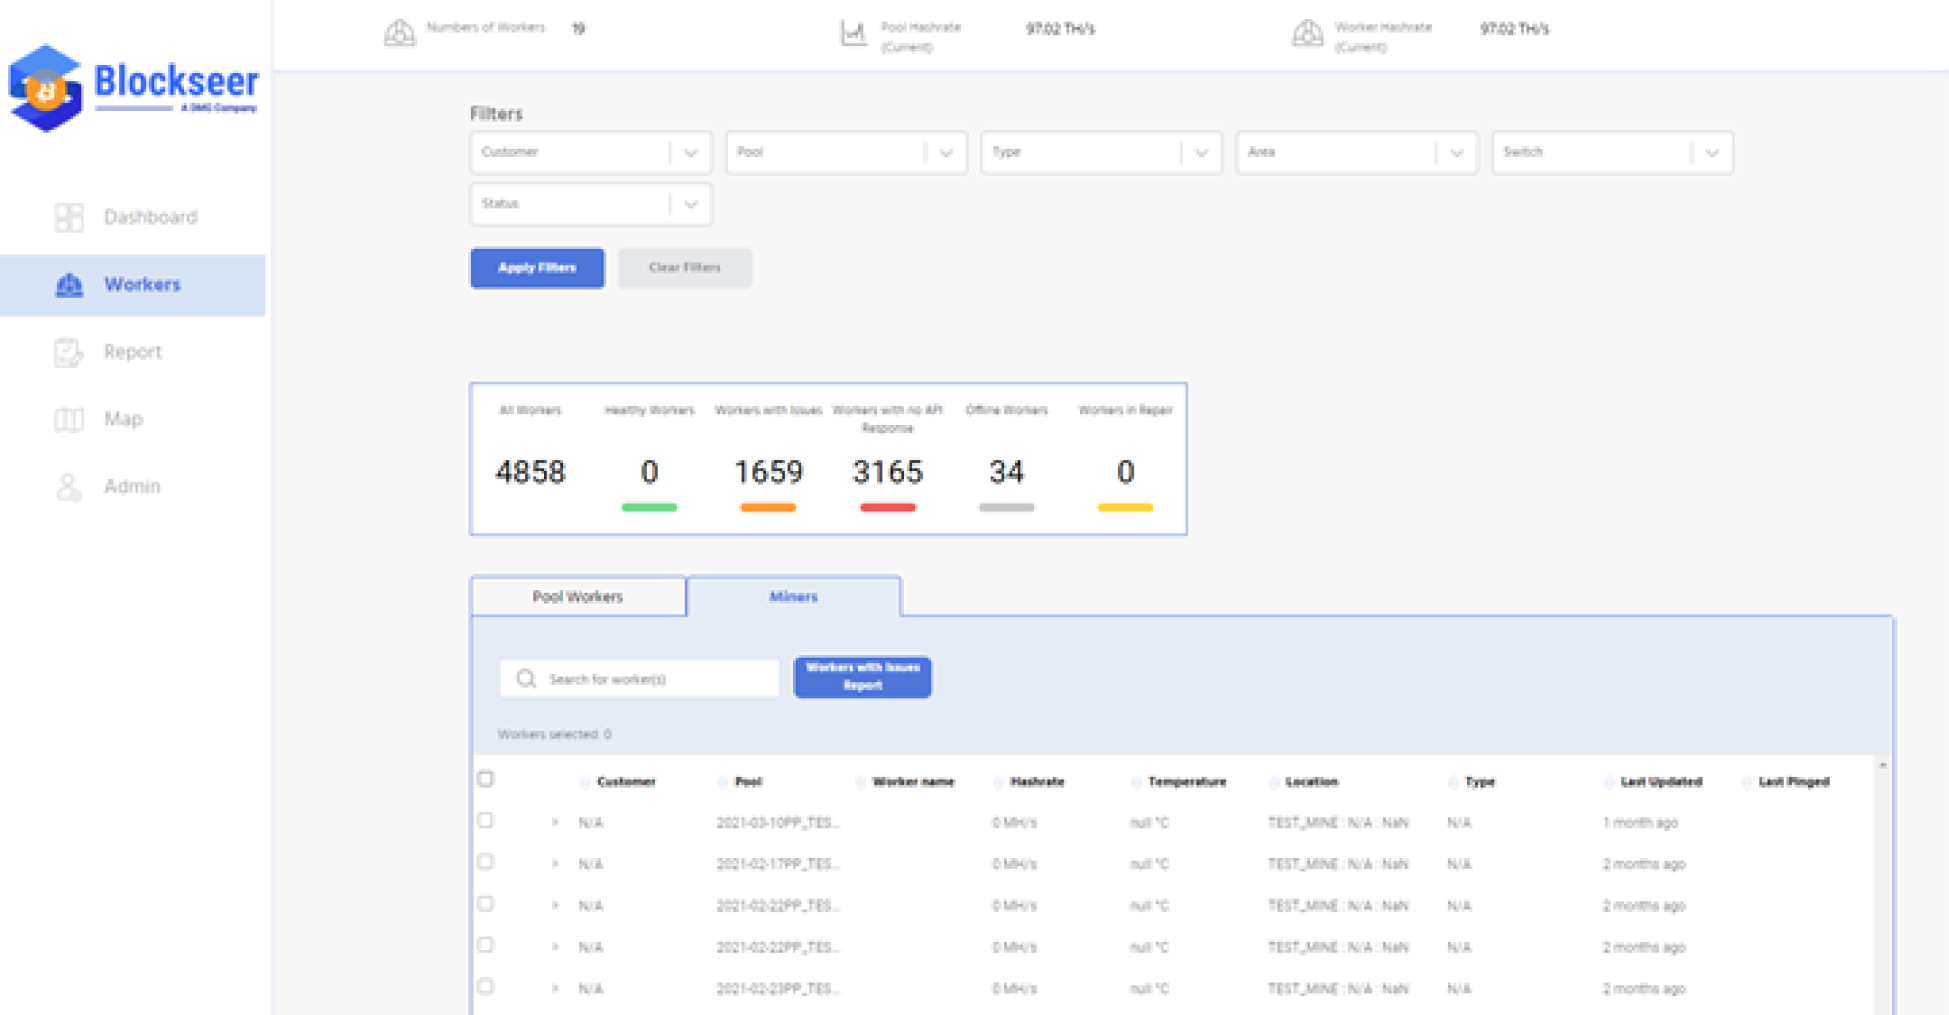 Numbers of Workers 19
Pool Hashrate (Current) 97.02 TH/s
Worker Hashrate (Current) 97.02 TH/s
Blockseer
A DMG Company
Dashboard
Workers
Report
Map
Admin
Filters
Customer Pool Type Area Switch
Status
Apply Filters Clear Filters
All Workers Healthy Workers Workers with Issues Workers with no API Response Offline Workers Workers in Repair
4858 0 1659 3165 34 0
Pool Workers Miners
Search for worker(s)
Workers with Issues Report
Workers selected: 0
Customer Pool Worker name Hashrate Temperature Location Type Last Updated Last Pinged
N/A 2021-03-10PP_TES... 0 MH/s null °C TEST_MINE : N/A : NaN N/A 1 month ago
N/A 2021-02-17PP_TES... 0 MH/s null °C TEST_MINE : N/A : NaN N/A 2 months ago
N/A 2021-02-22PP_TES... 0 MH/s null °C TEST_MINE : N/A : NaN N/A 2 months ago
N/A 2021-02-22PP_TES... 0 MH/s null °C TEST_MINE : N/A : NaN N/A 2 months ago
N/A 2021-02-23PP_TES... 0 MH/s null °C TEST_MINE : N/A : NaN N/A 2 months ago